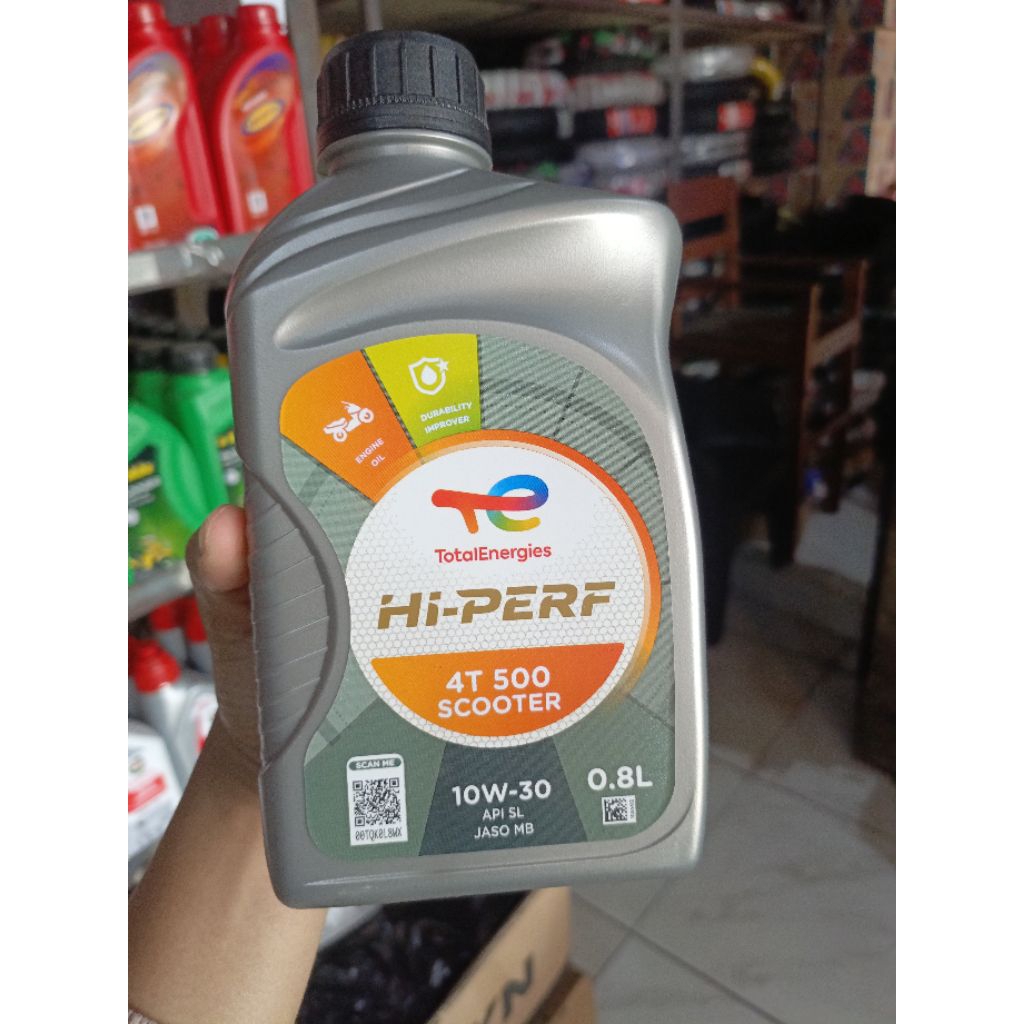 DURABILITY
IMPROVER
ENGINE
OIL
TotalEnergies
Hi-PERF
4T 500
SCOOTER
SCAN ME
10W-30
0.8L
API SL
JASO MB